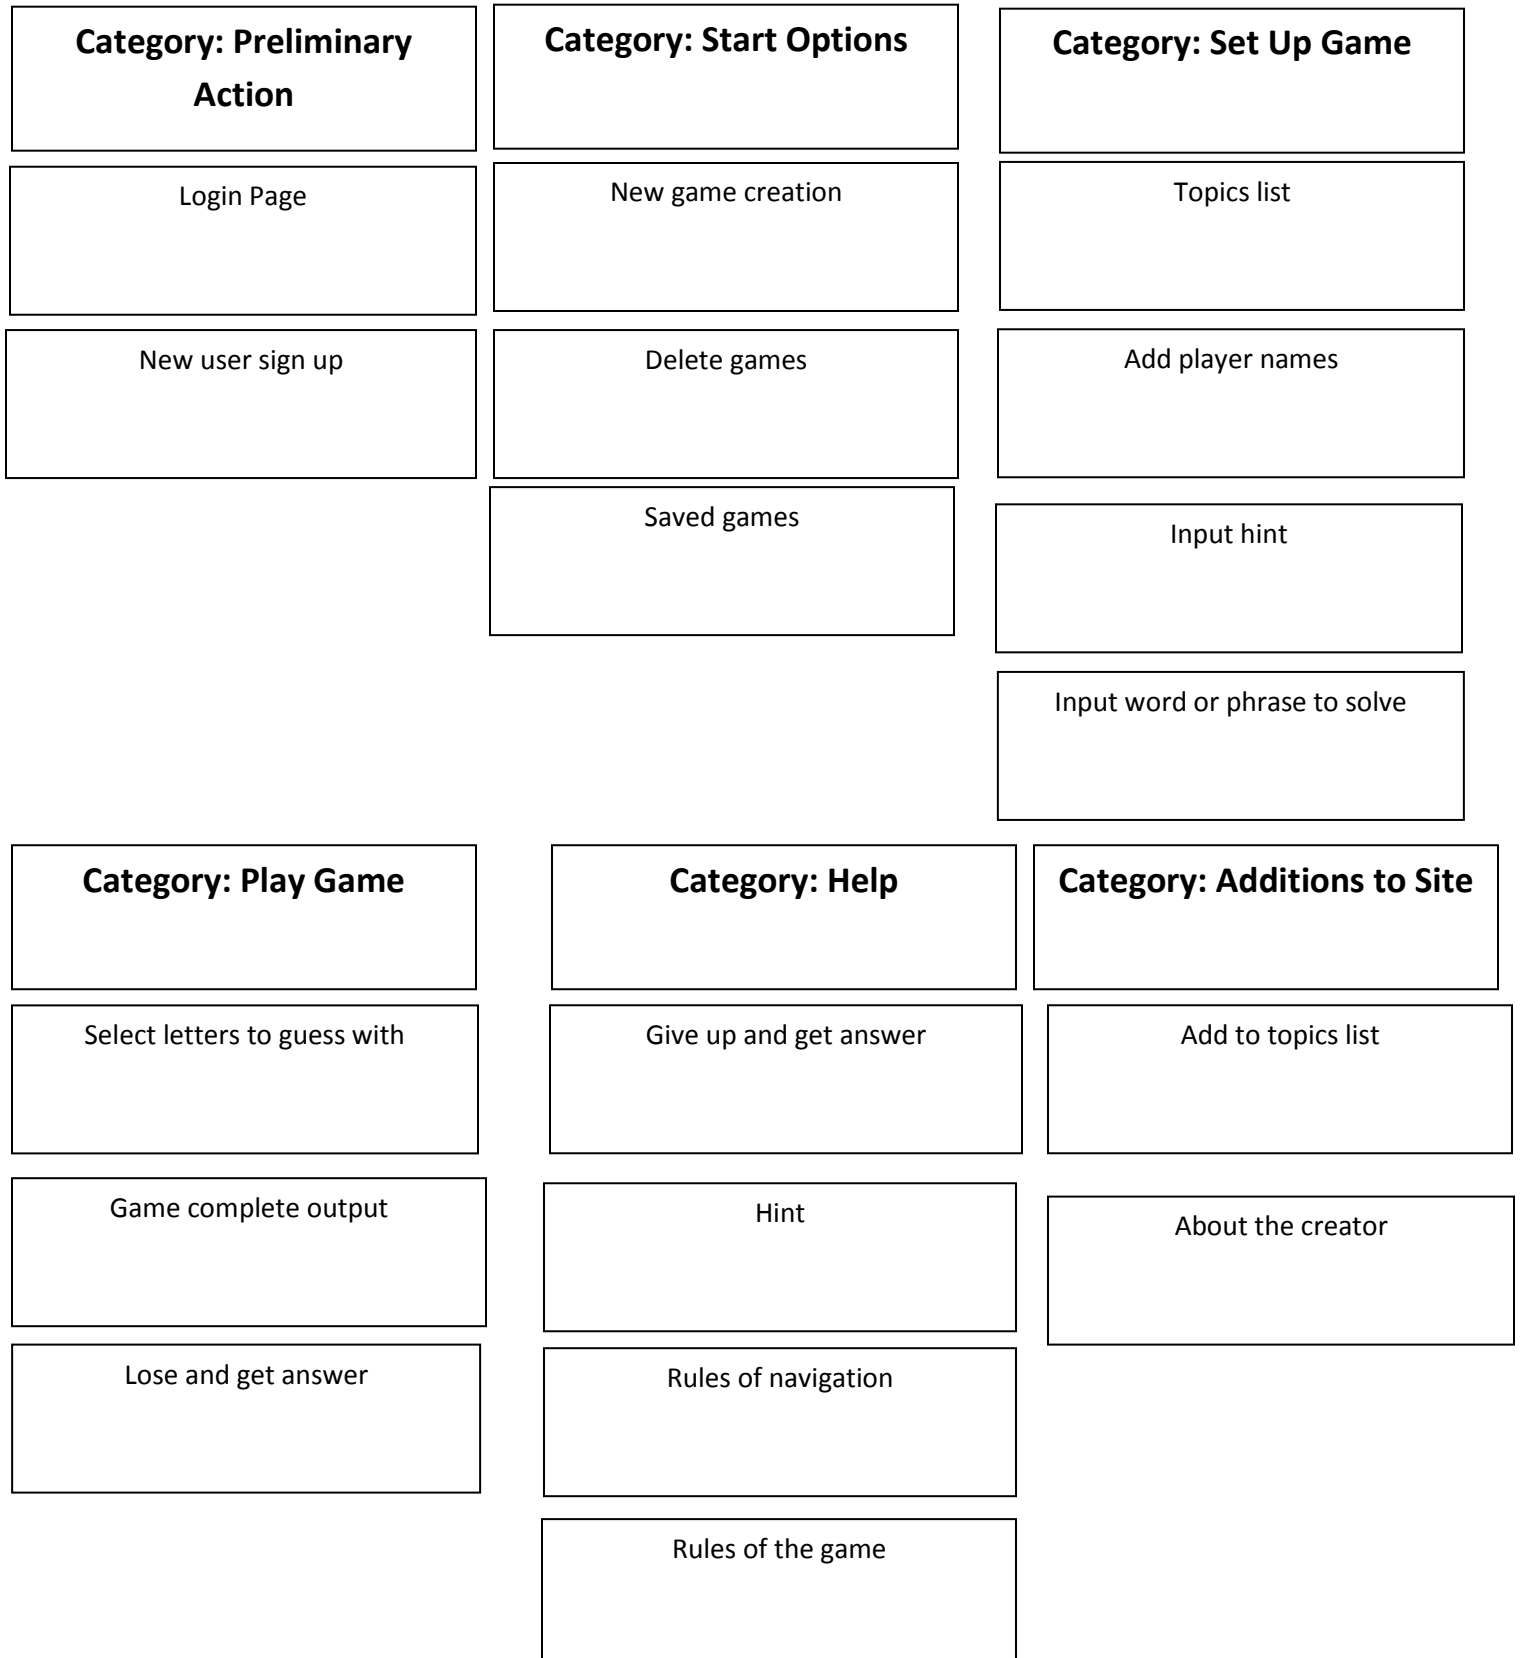 Category: Preliminary
Action
Login Page
New user sign up
Category: Start Options
New game creation
Delete games
Saved games
Category: Set Up Game
Topics list
Add player names
Input hint
Input word or phrase to solve
Category: Play Game
Select letters to guess with
Game complete output
Lose and get answer
Category: Help
Give up and get answer
Hint
Rules of navigation
Rules of the game
Category: Additions to Site
Add to topics list
About the creator